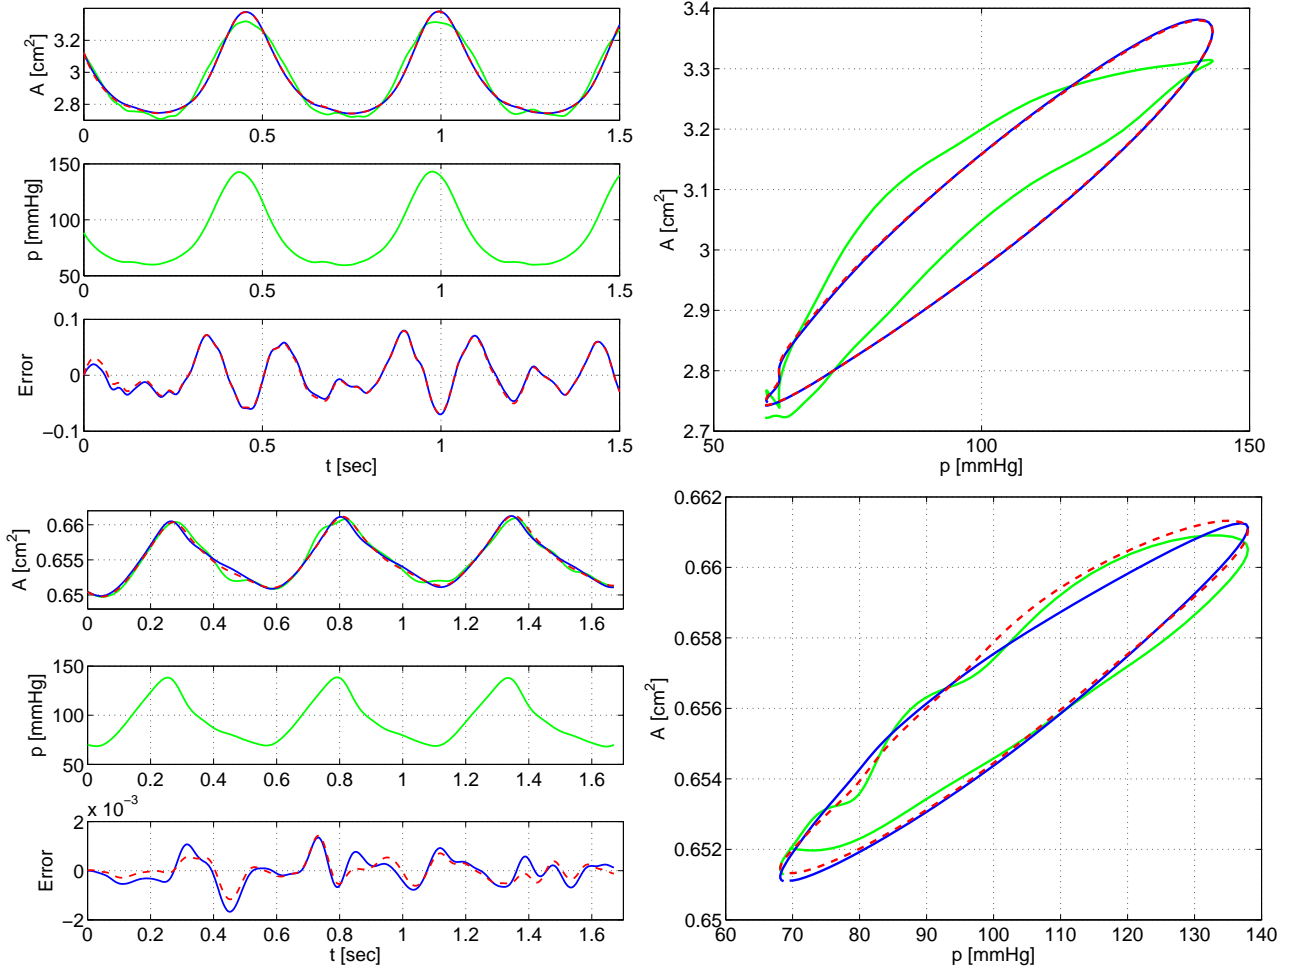 3.2
3
2.8
A [cm²]
0 0.5 1 1.5
150
100
50
p [mmHg]
0 0.5 1 1.5
0.1
0
−0.1
Error
0 0.5 1 1.5
t [sec]
3.4
3.3
3.2
3.1
3
2.9
2.8
2.7
A [cm²]
50 100 150
p [mmHg]
0.66
0.655
0.65
A [cm²]
0 0.2 0.4 0.6 0.8 1 1.2 1.4 1.6
150
100
50
p [mmHg]
0 0.2 0.4 0.6 0.8 1 1.2 1.4 1.6
x 10⁻³
2
0
−2
Error
0 0.2 0.4 0.6 0.8 1 1.2 1.4 1.6
t [sec]
0.662
0.66
0.658
0.656
0.654
0.652
0.65
A [cm²]
60 70 80 90 100 110 120 130 140
p [mmHg]